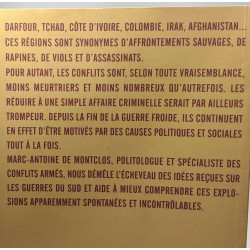 DARFOUR, TCHAD, CÔTE D'IVOIRE, COLOMBIE, IRAK, AFGHANISTAN...
CES RÉGIONS SONT SYNONYMES D'AFFRONTEMENTS SAUVAGES, DE
RAPINES, DE VIOLS ET D'ASSASSINATS.
POUR AUTANT, LES CONFLITS SONT, SELON TOUTE VRAISEMBLANCE,
MOINS MEURTRIERS ET MOINS NOMBREUX QU'AUTREFOIS. LES
RÉDUIRE À UNE SIMPLE AFFAIRE CRIMINELLE SERAIT PAR AILLEURS
TROMPEUR. DEPUIS LA FIN DE LA GUERRE FROIDE, ILS CONTINUENT
EN EFFET D'ÊTRE MOTIVÉS PAR DES CAUSES POLITIQUES ET SOCIALES
TOUT À LA FOIS.
MARC-ANTOINE DE MONTCLOS, POLITOLOGUE ET SPÉCIALISTE DES
CONFLITS ARMÉS, NOUS DÉMÊLE L'ÉCHEVEAU DES IDÉES REÇUES SUR
LES GUERRES DU SUD ET AIDE À MIEUX COMPRENDRE CES EXPLO-
SIONS APPAREMMENT SPONTANÉES ET INCONTRÔLABLES.